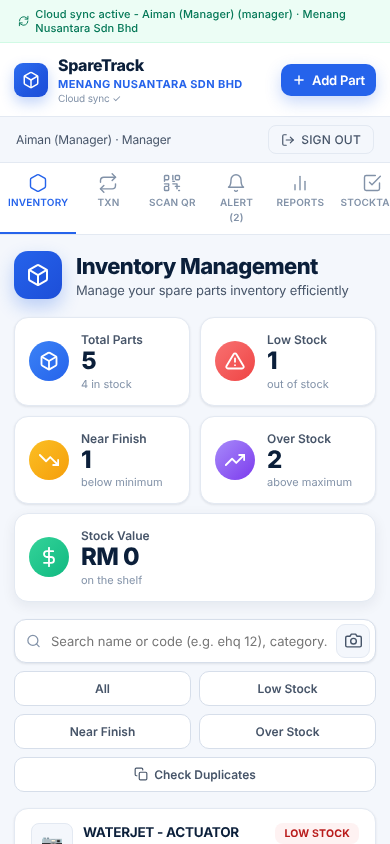 Cloud sync active - Aiman (Manager) (manager) · Menang
Nusantara Sdn Bhd
SpareTrack
MENANG NUSANTARA SDN BHD
Cloud sync ✓
Add Part
Aiman (Manager) · Manager
SIGN OUT
INVENTORY
TXN
SCAN QR
ALERT
(2)
REPORTS
STOCKTA
Inventory Management
Manage your spare parts inventory efficiently
Total Parts
5
4 in stock
Low Stock
1
out of stock
Near Finish
1
below minimum
Over Stock
2
above maximum
Stock Value
RM 0
on the shelf
Search name or code (e.g. ehq 12), category.
All
Low Stock
Near Finish
Over Stock
Check Duplicates
WATERJET - ACTUATOR
LOW STOCK